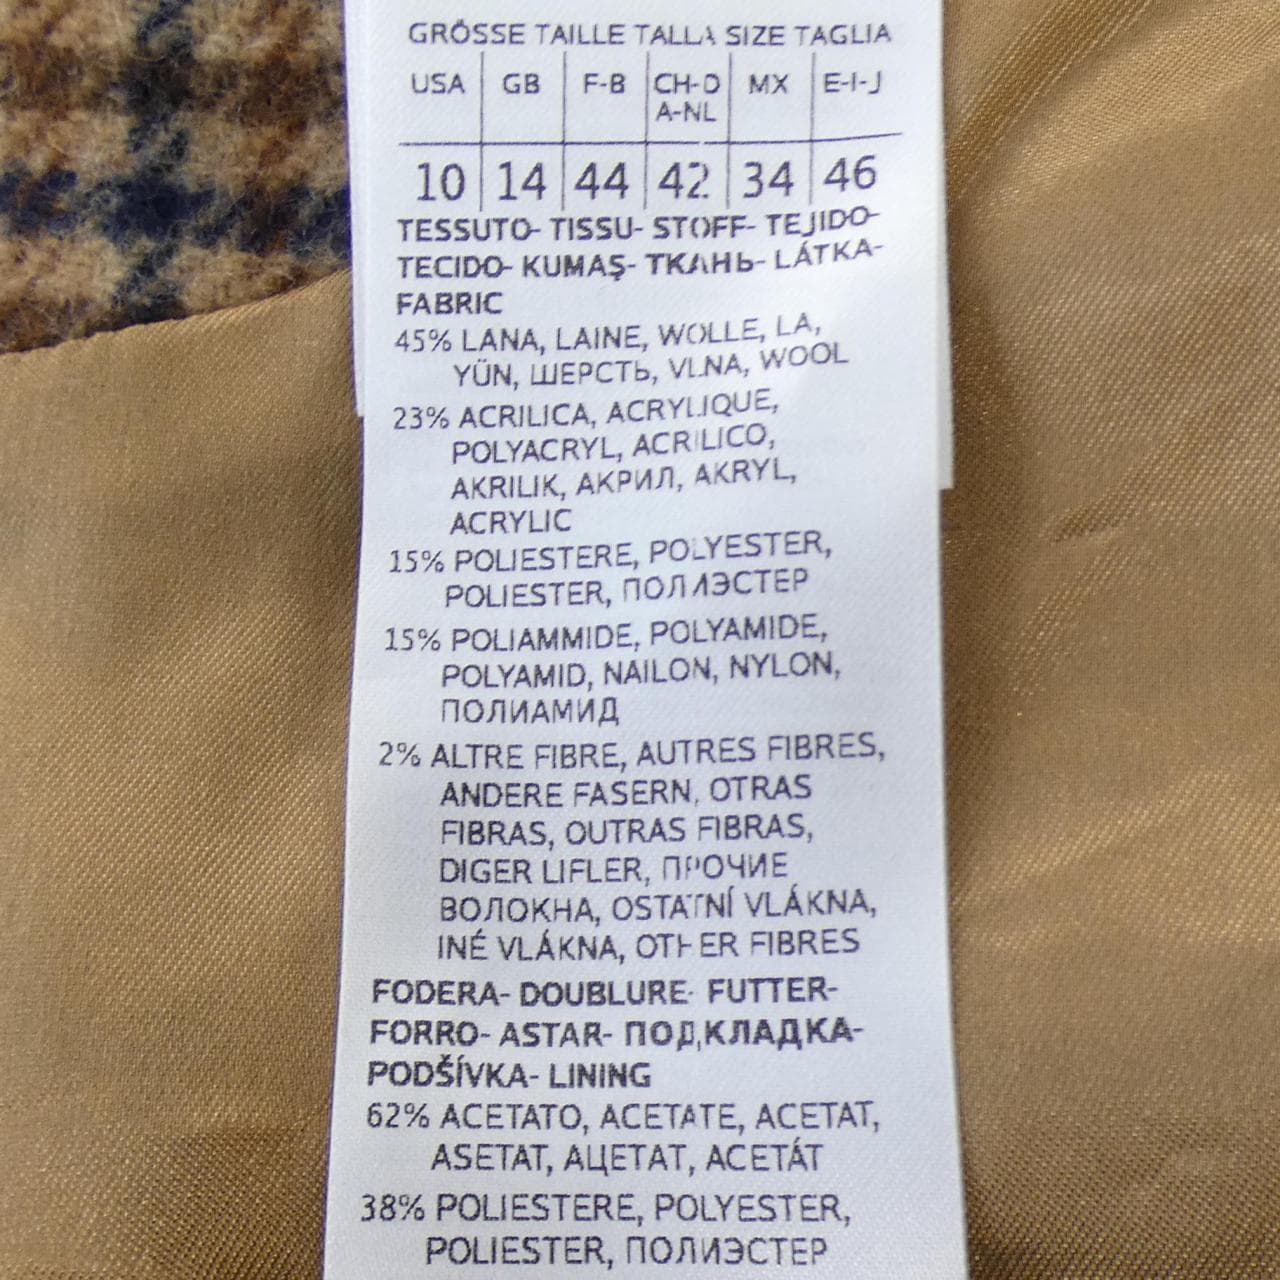 GRÖSSE TAILLE TALLA SIZE TAGLIA
USA GB F-B CH-D A-NL MX E-I-J
10 14 44 42 34 46
TESSUTO- TISSU- STOFF- TEJIDO-
TECIDO- KUMAŞ- ТКАНЬ- LÁTKA-
FABRIC
45% LANA, LAINE, WOLLE, LA,
YÜN, ШЕРСТЬ, VLNA, WOOL
23% ACRILICA, ACRYLIQUE,
POLYACRYL, ACRILICO,
AKRILIK, АКРИЛ, AKRYL,
ACRYLIC
15% POLIESTERE, POLYESTER,
POLIESTER, ПОЛИЭСТЕР
15% POLIAMMIDE, POLYAMIDE,
POLYAMID, NAILON, NYLON,
ПОЛИАМИД
2% ALTRE FIBRE, AUTRES FIBRES,
ANDERE FASERN, OTRAS
FIBRAS, OUTRAS FIBRAS,
DIGER LIFLER, ПРОЧИЕ
ВОЛОКНА, OSTATNÍ VLÁKNA,
INÉ VLÁKNA, OTHER FIBRES
FODERA- DOUBLURE- FUTTER-
FORRO- ASTAR- ПОДКЛАДКА-
PODŠÍVKA- LINING
62% ACETATO, ACETATE, ACETAT,
ASETAT, АЦЕТАТ, ACETÁT
38% POLIESTERE, POLYESTER,
POLIESTER, ПОЛИЭСТЕР